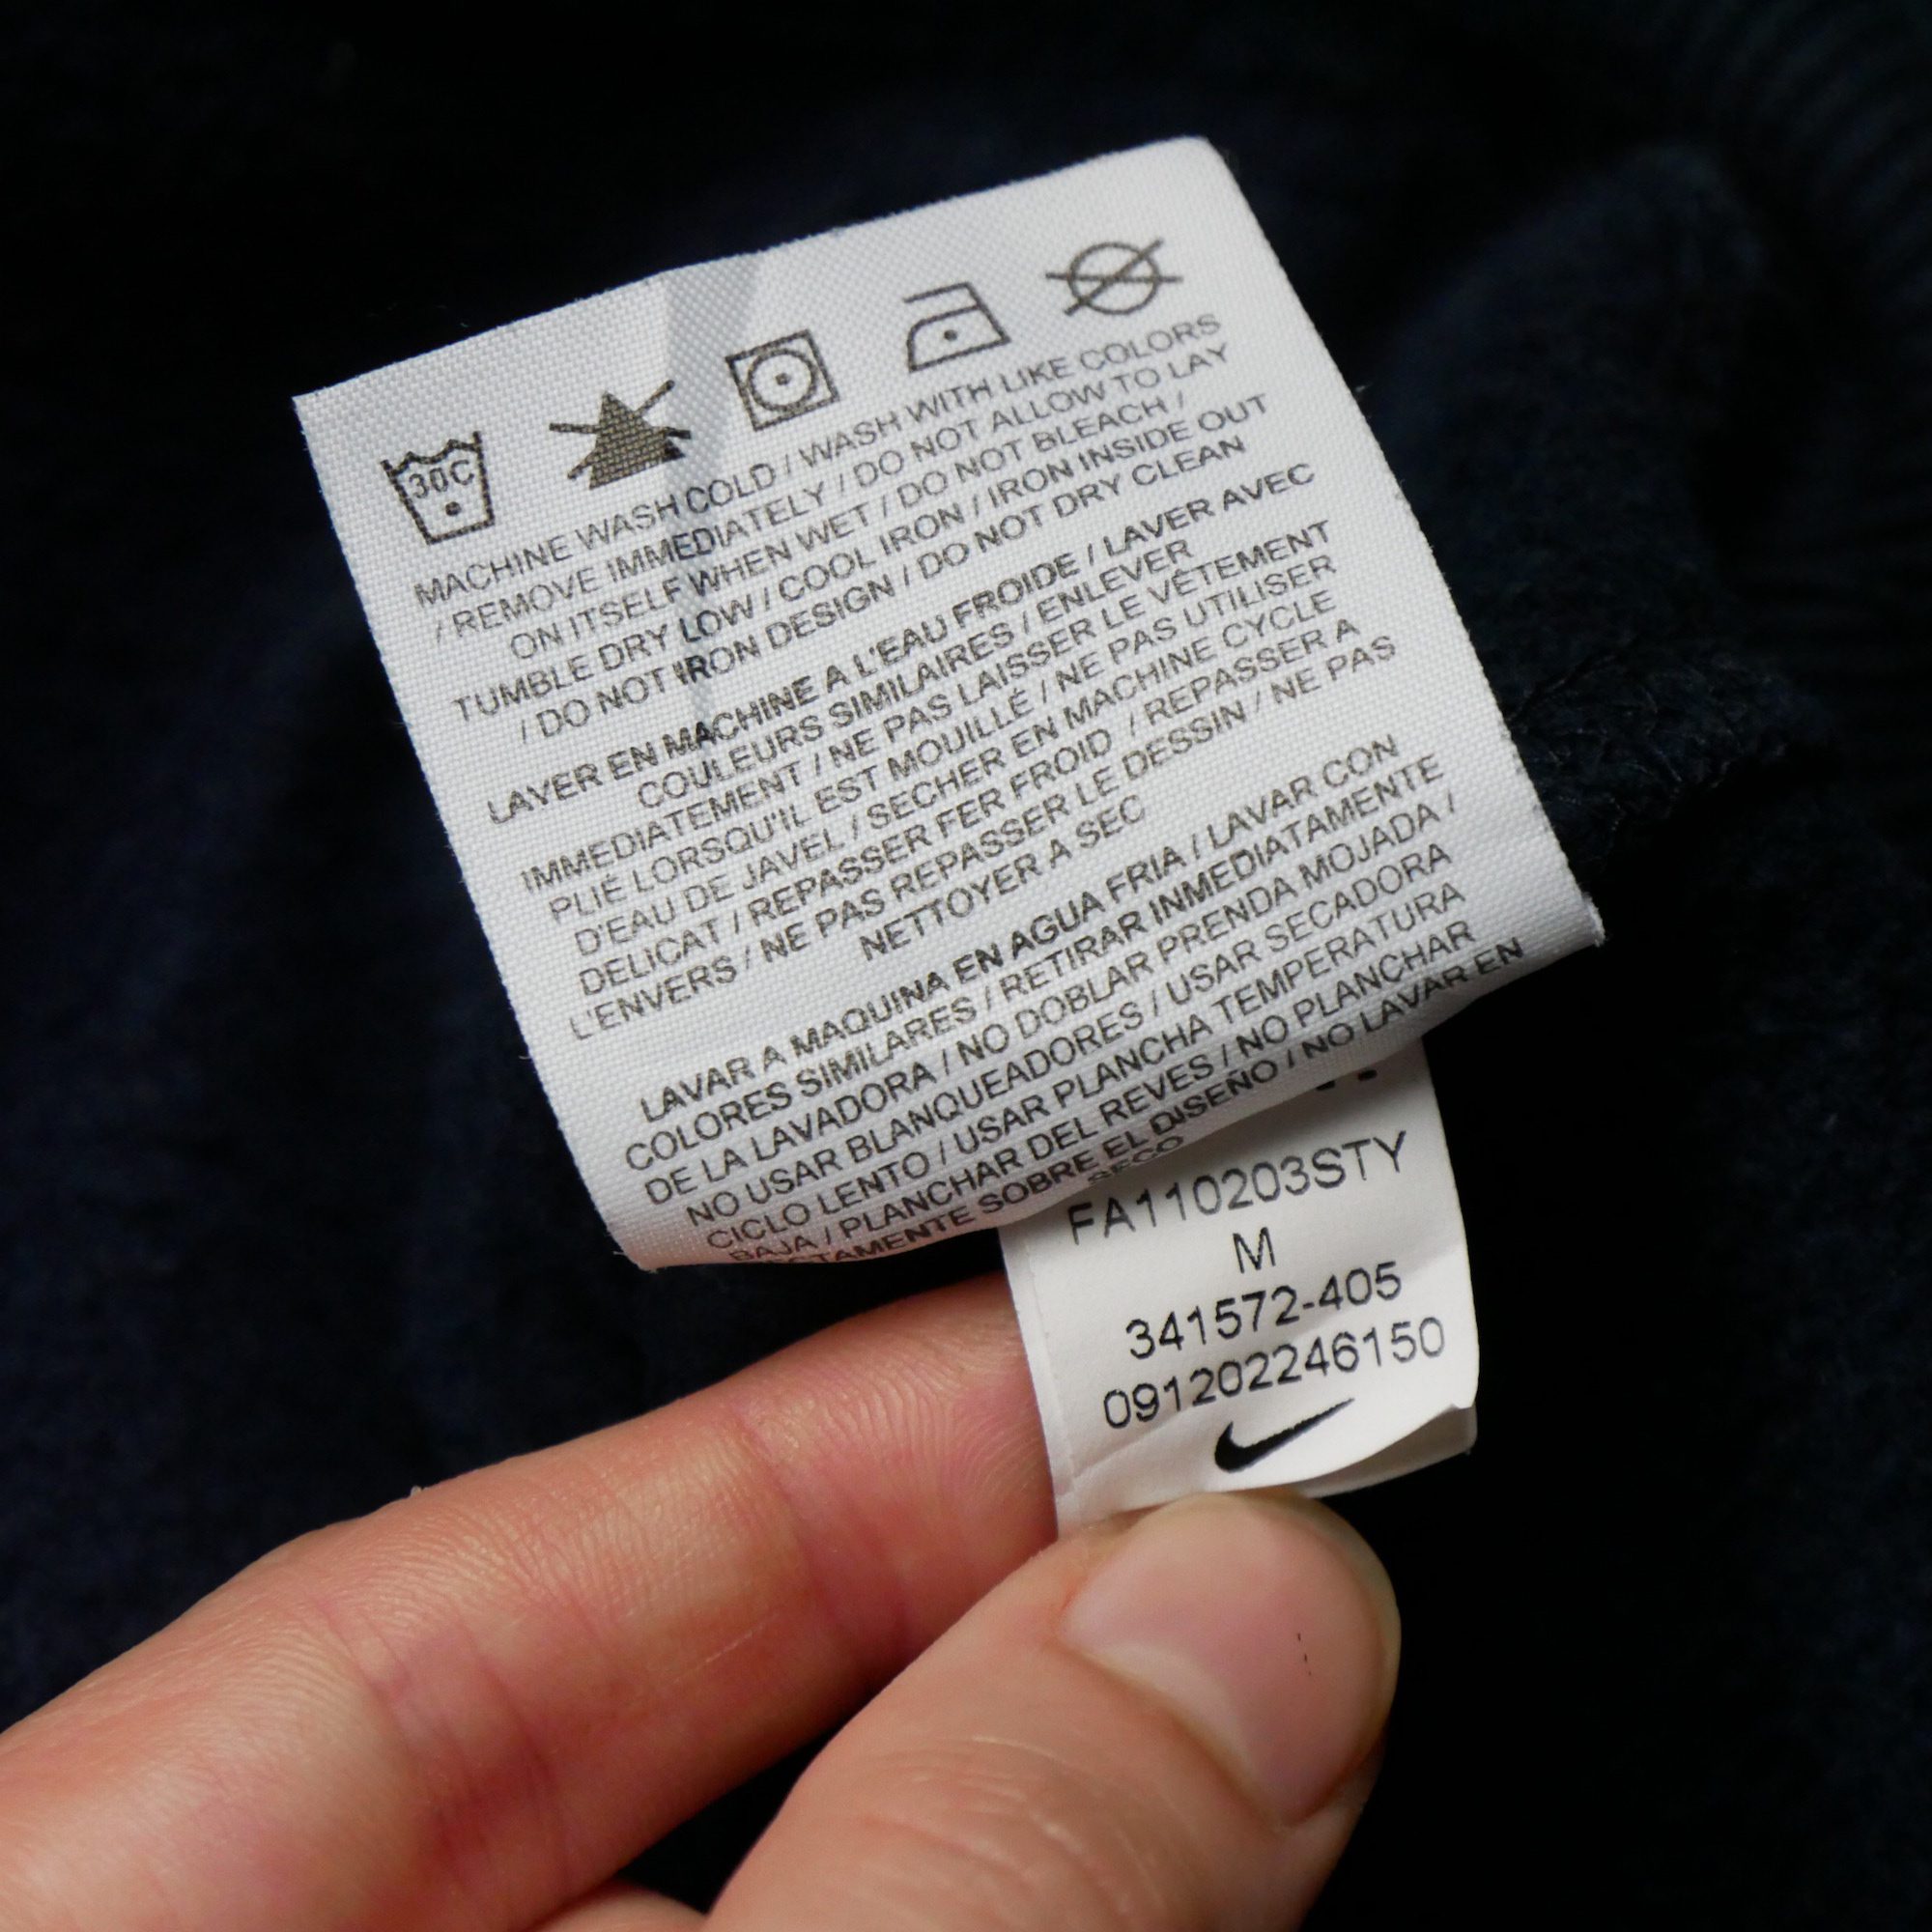 30C
MACHINE WASH COLD / WASH WITH LIKE COLORS
/ REMOVE IMMEDIATELY / DO NOT ALLOW TO LAY
ON ITSELF WHEN WET / DO NOT BLEACH /
TUMBLE DRY LOW / COOL IRON / IRON INSIDE OUT
/ DO NOT IRON DESIGN / DO NOT DRY CLEAN
LAVER EN MACHINE A L'EAU FROIDE / LAVER AVEC
COULEURS SIMILAIRES / ENLEVER
IMMEDIATEMENT / NE PAS LAISSER LE VÊTEMENT
PLIÉ LORSQU'IL EST MOUILLÉ / NE PAS UTILISER
D'EAU DE JAVEL / SECHER EN MACHINE CYCLE
DELICAT / REPASSER FER FROID / REPASSER A
L'ENVERS / NE PAS REPASSER LE DESSIN / NE PAS
NETTOYER A SEC
LAVAR A MAQUINA EN AGUA FRIA / LAVAR CON
COLORES SIMILARES / RETIRAR INMEDIATAMENTE
DE LA LAVADORA / NO DOBLAR PRENDA MOJADA /
NO USAR BLANQUEADORES / USAR SECADORA
CICLO LENTO / USAR PLANCHA TEMPERATURA
BAJA / PLANCHAR DEL REVES / NO PLANCHAR
SOBRE EL DISEÑO / NO LAVAR EN
SECO
FA110203STY
M
341572-405
091202246150